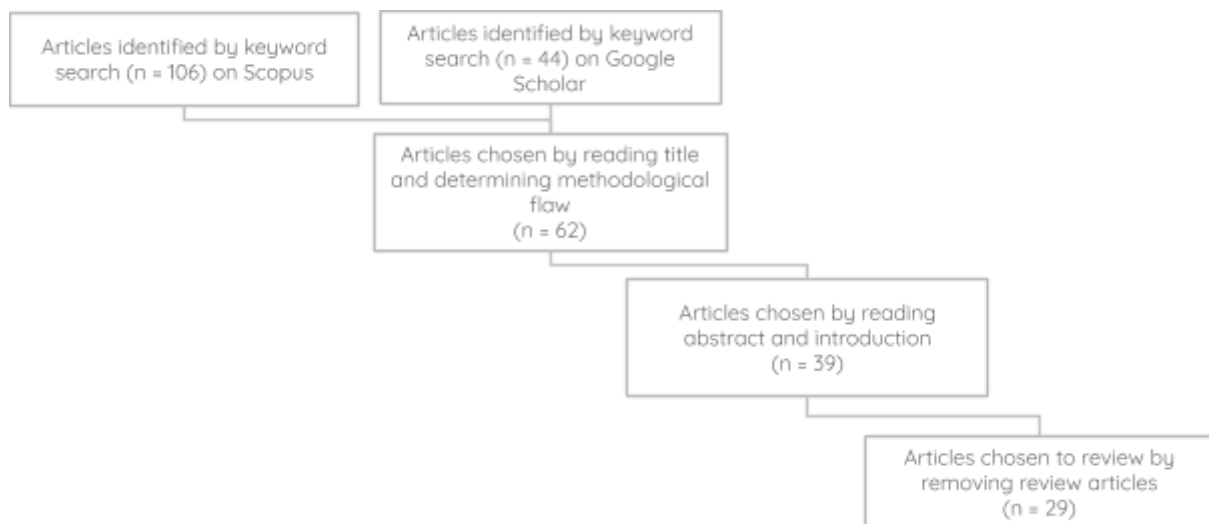 Articles identified by keyword
search (n = 106) on Scopus
Articles identified by keyword
search (n = 44) on Google
Scholar
Articles chosen by reading title
and determining methodological
flaw
(n = 62)
Articles chosen by reading
abstract and introduction
(n = 39)
Articles chosen to review by
removing review articles
(n = 29)